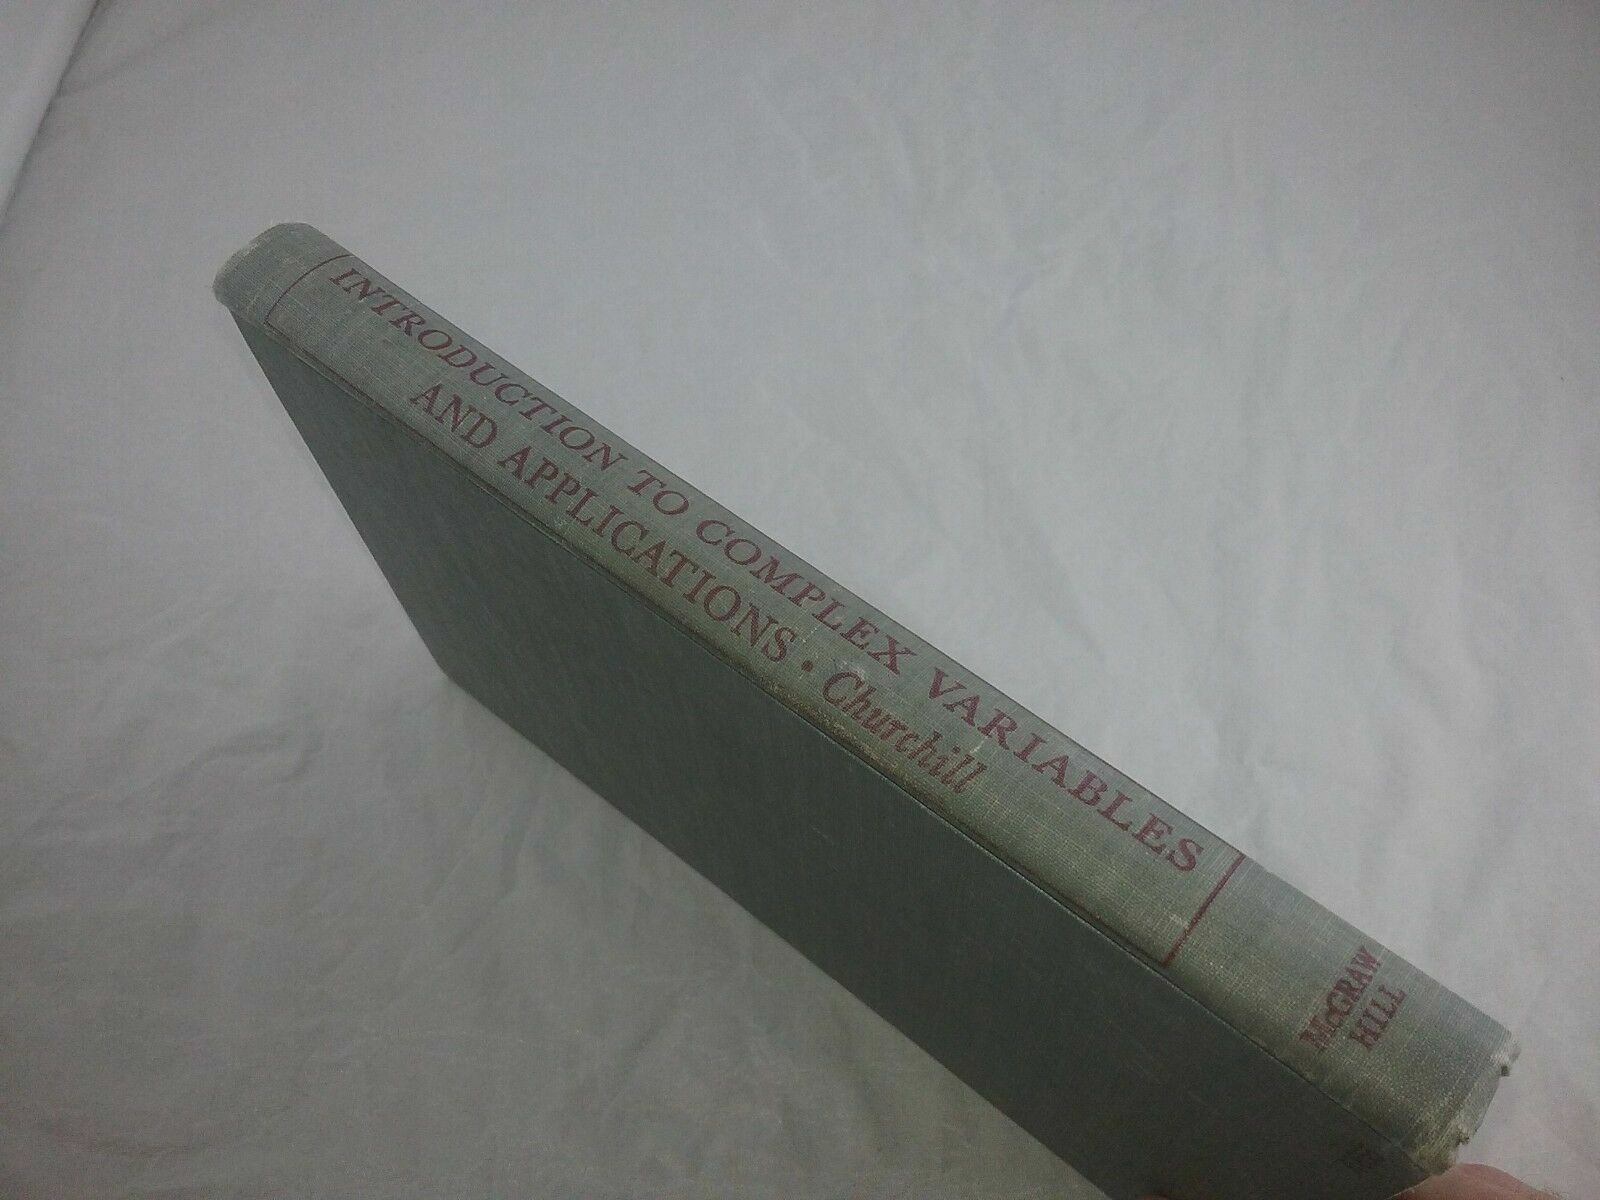 INTRODUCTION TO COMPLEX VARIABLES
AND APPLICATIONS · Churchill
McGRAW
HILL